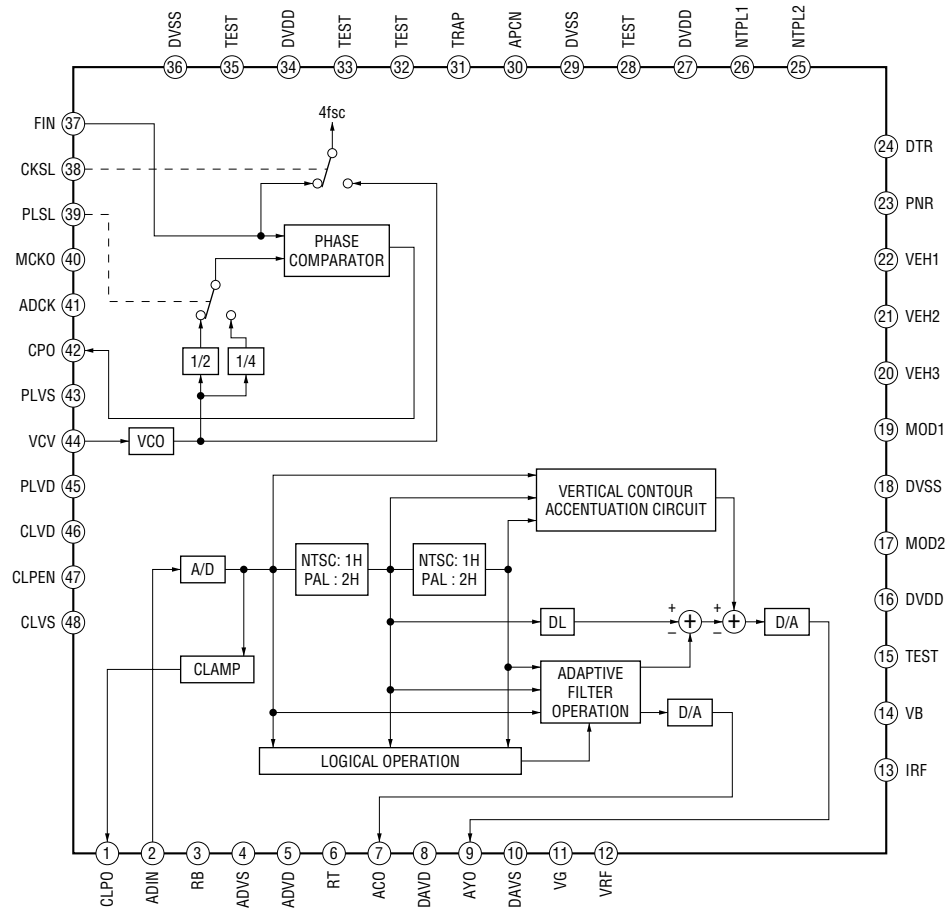 DVSS
TEST
DVDD
TEST
TEST
TRAP
APCN
DVSS
TEST
DVDD
NTPL1
NTPL2
36
35
34
33
32
31
30
29
28
27
26
25
FIN 37
CKSL 38
PLSL 39
MCKO 40
ADCK 41
CPO 42
PLVS 43
VCV 44
PLVD 45
CLVD 46
CLPEN 47
CLVS 48
4fsc
PHASE
COMPARATOR
1/2
1/4
VCO
24 DTR
23 PNR
22 VEH1
21 VEH2
20 VEH3
19 MOD1
18 DVSS
17 MOD2
16 DVDD
15 TEST
14 VB
13 IRF
VERTICAL CONTOUR
ACCENTUATION CIRCUIT
A/D
NTSC: 1H
PAL : 2H
NTSC: 1H
PAL : 2H
CLAMP
DL
+
−
+
+
−
+
D/A
ADAPTIVE
FILTER
OPERATION
D/A
LOGICAL OPERATION
1
2
3
4
5
6
7
8
9
10
11
12
CLPO
ADIN
RB
ADVS
ADVD
RT
ACO
DAVD
AYO
DAVS
VG
VRF